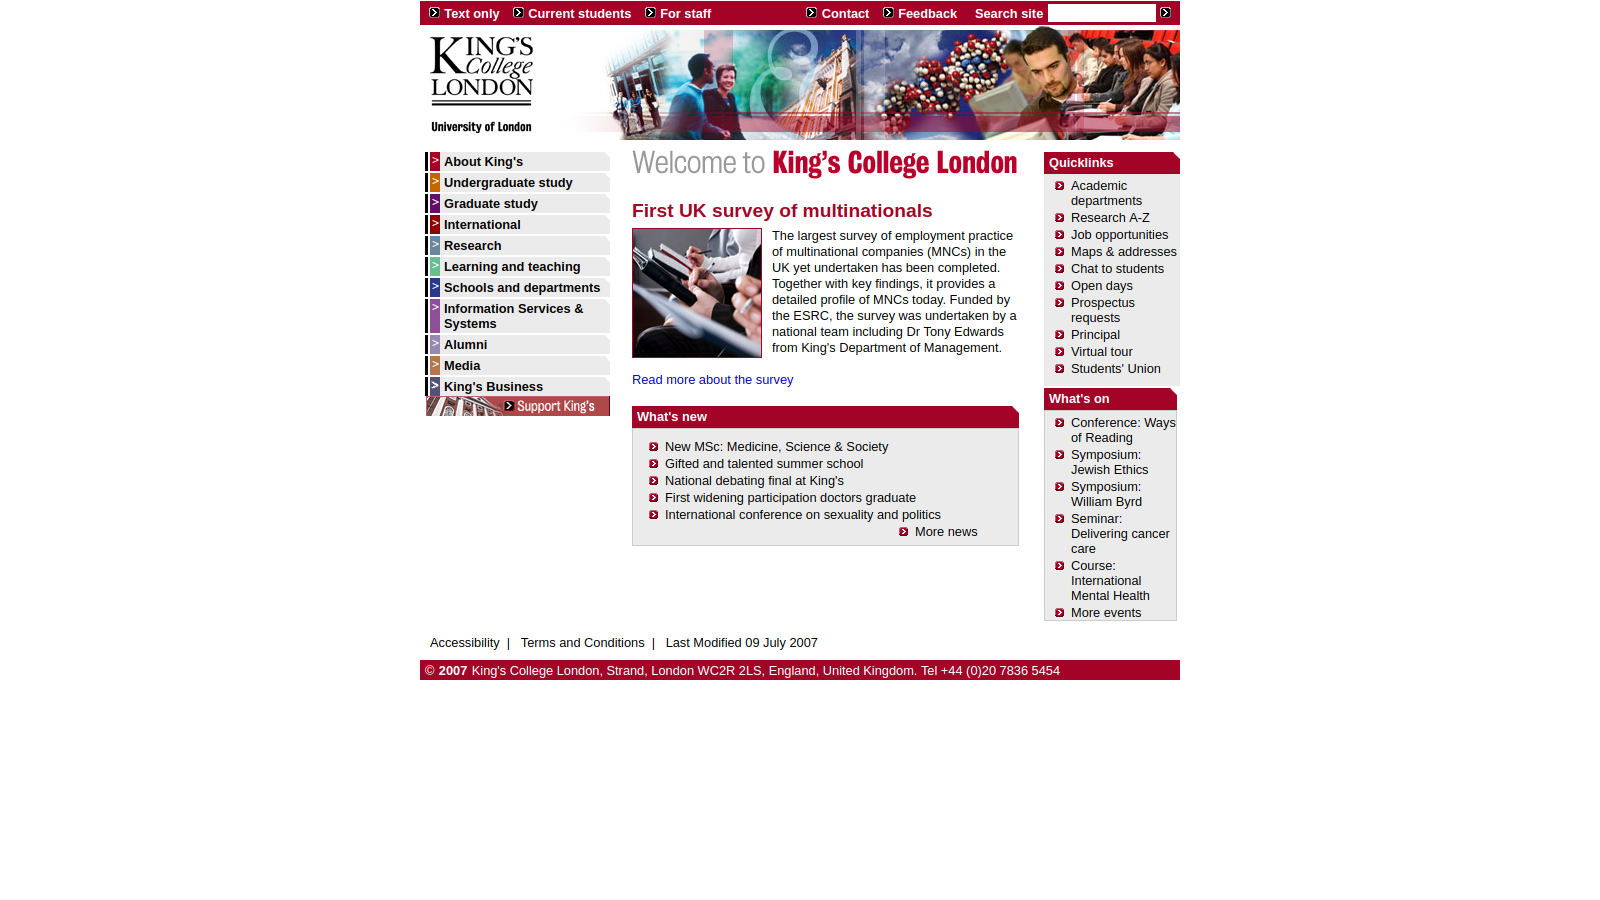 Text only Current students For staff Contact Feedback Search site
KING'S
College
LONDON
University of London
> About King's
> Undergraduate study
> Graduate study
> International
> Research
> Learning and teaching
> Schools and departments
> Information Services &
Systems
> Alumni
> Media
> King's Business
Support King's
Welcome to King's College London
First UK survey of multinationals
The largest survey of employment practice
of multinational companies (MNCs) in the
UK yet undertaken has been completed.
Together with key findings, it provides a
detailed profile of MNCs today. Funded by
the ESRC, the survey was undertaken by a
national team including Dr Tony Edwards
from King's Department of Management.
Read more about the survey
What's new
New MSc: Medicine, Science & Society
Gifted and talented summer school
National debating final at King's
First widening participation doctors graduate
International conference on sexuality and politics
More news
Quicklinks
Academic
departments
Research A-Z
Job opportunities
Maps & addresses
Chat to students
Open days
Prospectus
requests
Principal
Virtual tour
Students' Union
What's on
Conference: Ways
of Reading
Symposium:
Jewish Ethics
Symposium:
William Byrd
Seminar:
Delivering cancer
care
Course:
International
Mental Health
More events
Accessibility | Terms and Conditions | Last Modified 09 July 2007
© 2007 King's College London, Strand, London WC2R 2LS, England, United Kingdom. Tel +44 (0)20 7836 5454